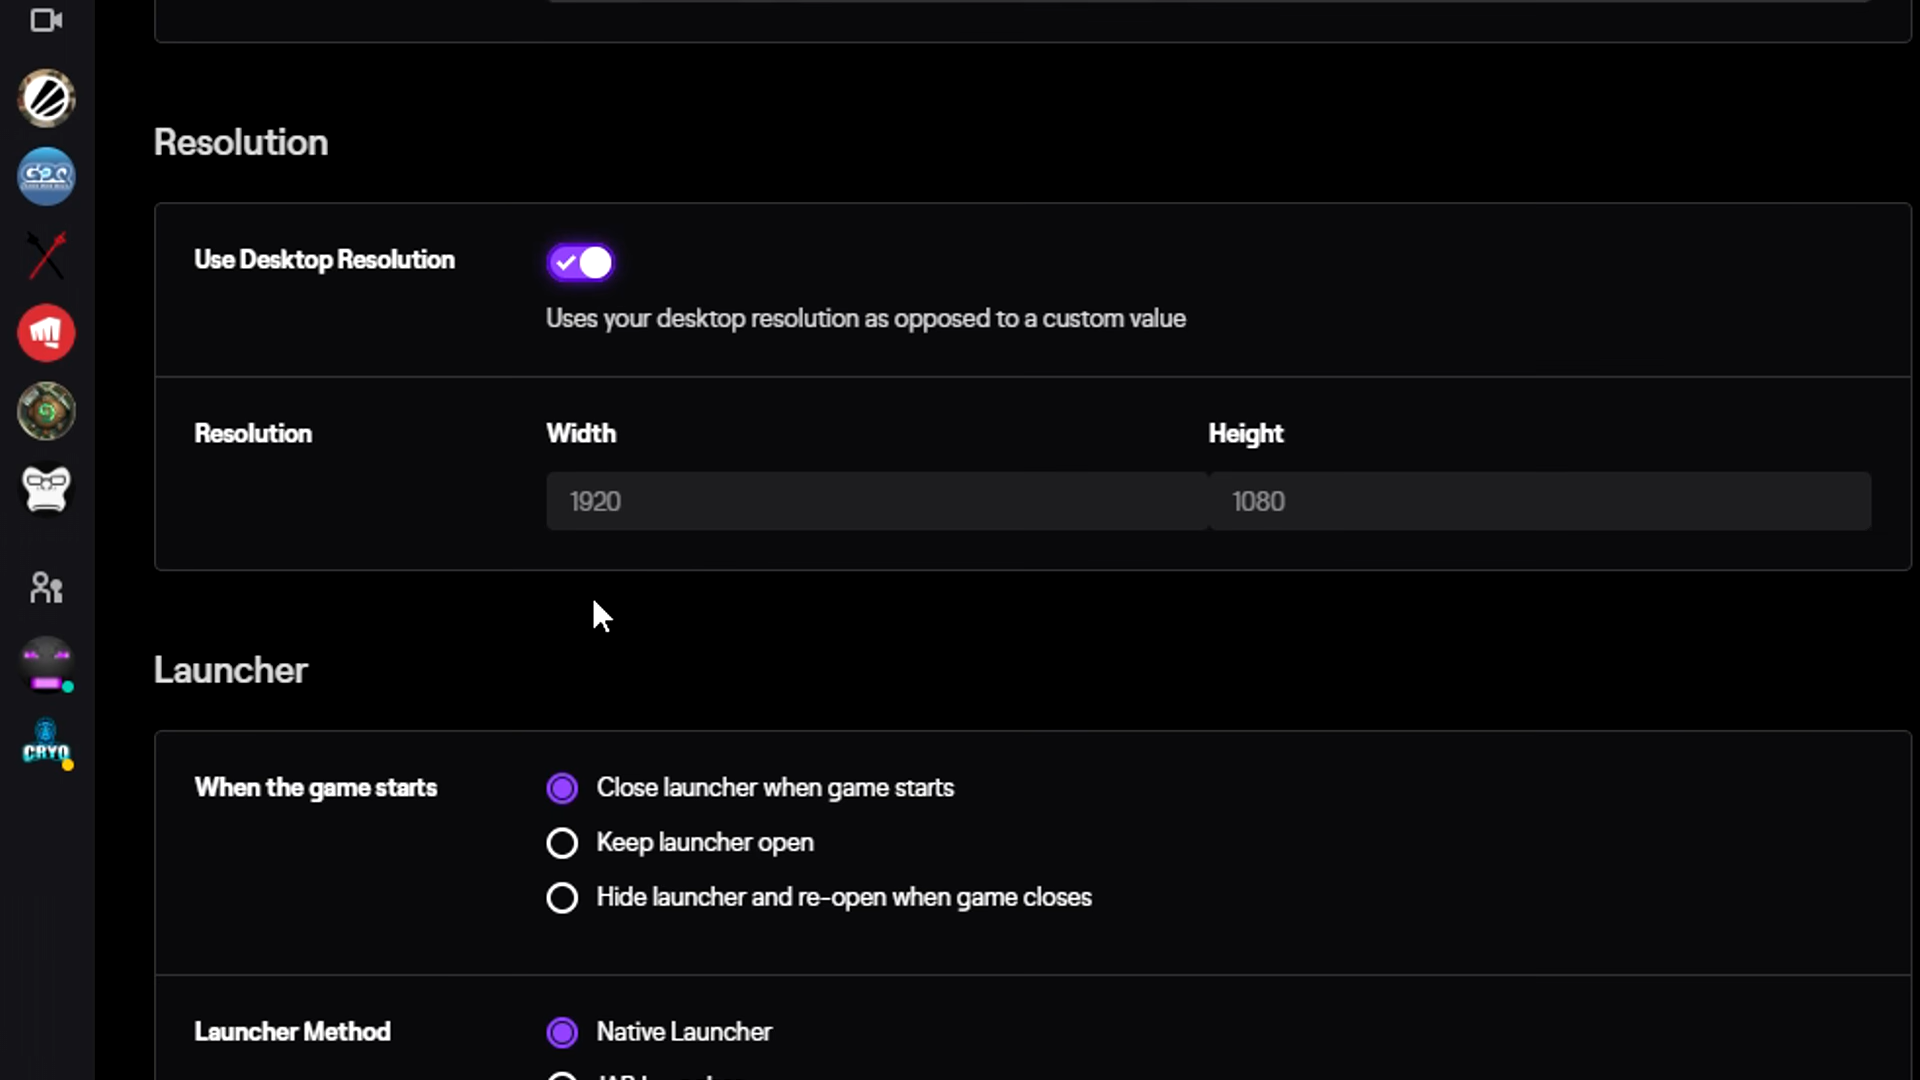 Resolution
Use Desktop Resolution
Uses your desktop resolution as opposed to a custom value
Resolution
Width
Height
1920
1080
Launcher
When the game starts
Close launcher when game starts
Keep launcher open
Hide launcher and re-open when game closes
Launcher Method
Native Launcher
CRYO